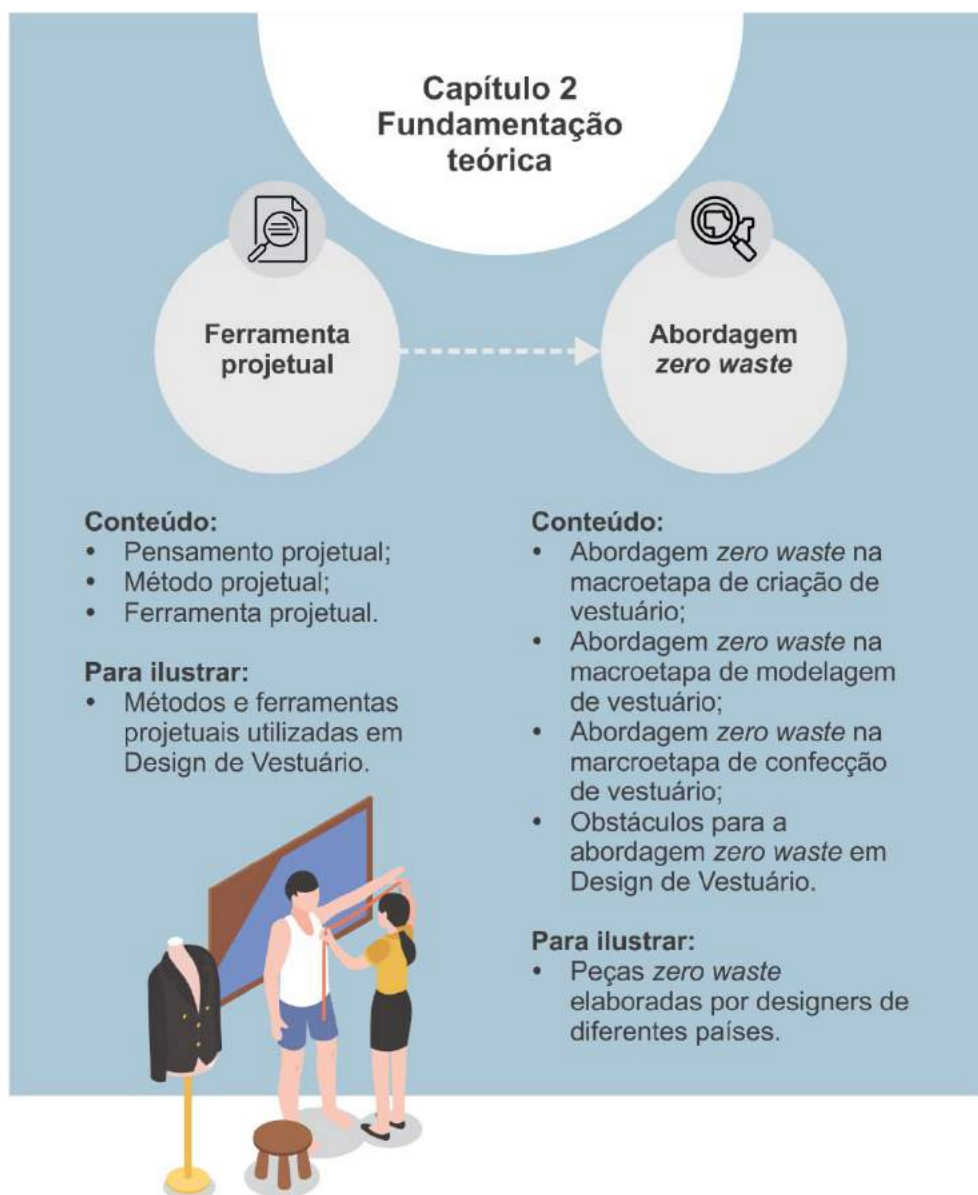 Capítulo 2
Fundamentação
teórica
Ferramenta
projetual
Abordagem
zero waste
Conteúdo:
• Pensamento projetual;
• Método projetual;
• Ferramenta projetual.
Para ilustrar:
• Métodos e ferramentas
projetuais utilizadas em
Design de Vestuário.
Conteúdo:
• Abordagem zero waste na
macroetapa de criação de
vestuário;
• Abordagem zero waste na
macroetapa de modelagem
de vestuário;
• Abordagem zero waste na
marcroetapa de confecção
de vestuário;
• Obstáculos para a
abordagem zero waste em
Design de Vestuário.
Para ilustrar:
• Peças zero waste
elaboradas por designers de
diferentes países.